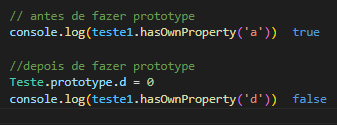 // antes de fazer prototype
console.log(teste1.hasOwnProperty('a')) true
//depois de fazer prototype
Teste.prototype.d = 0
console.log(teste1.hasOwnProperty('d')) false